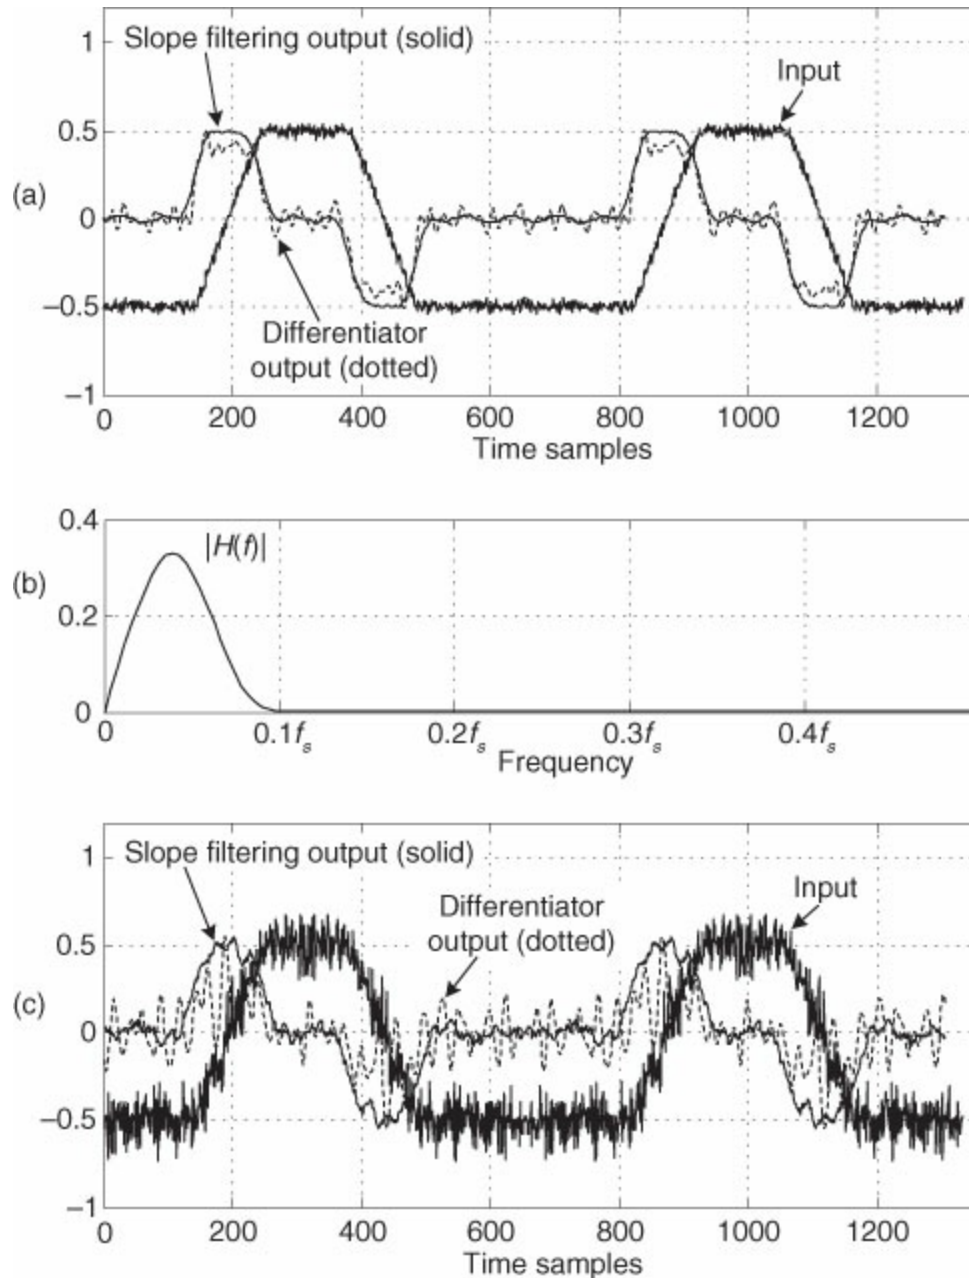 (a)
1
0.5
0
–0.5
–1
Slope filtering output (solid)
Input
Differentiator
output (dotted)
0 200 400 600 800 1000 1200
Time samples
(b)
0.4
0.2
0
|H(f)|
0 0.1fs 0.2fs 0.3fs 0.4fs
Frequency
(c)
1
0.5
0
–0.5
–1
Slope filtering output (solid)
Differentiator
output (dotted)
Input
0 200 400 600 800 1000 1200
Time samples